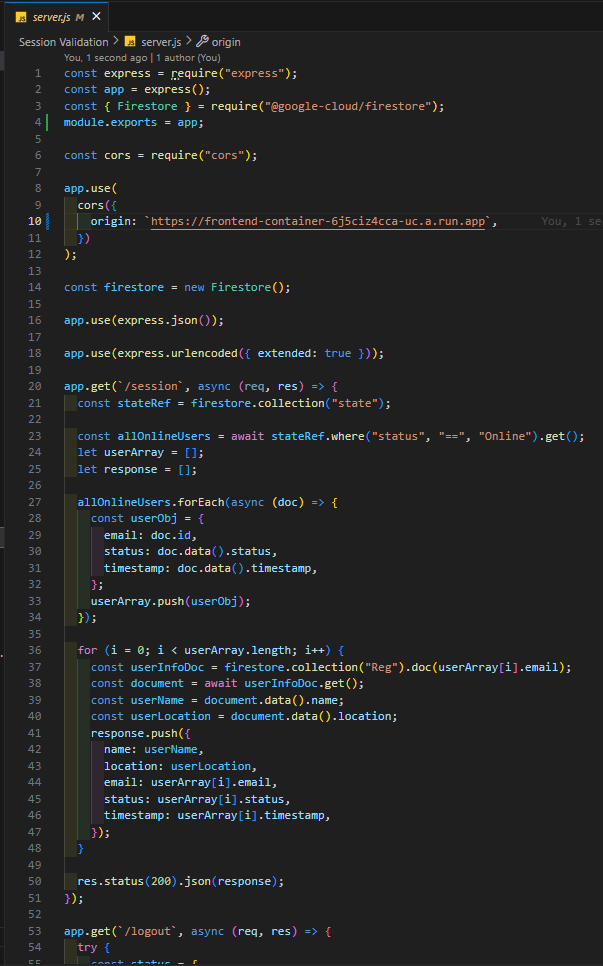 server.js M
Session Validation > server.js > origin
You, 1 second ago | 1 author (You)
1 const express = require("express");
2 const app = express();
3 const { Firestore } = require("@google-cloud/firestore");
4 module.exports = app;
5
6 const cors = require("cors");
7
8 app.use(
9 cors({
10 origin: `https://frontend-container-6j5ciz4cca-uc.a.run.app`, You, 1 se
11 })
12 );
13
14 const firestore = new Firestore();
15
16 app.use(express.json());
17
18 app.use(express.urlencoded({ extended: true }));
19
20 app.get(`/session`, async (req, res) => {
21 const stateRef = firestore.collection("state");
22
23 const allOnlineUsers = await stateRef.where("status", "==", "Online").get();
24 let userArray = [];
25 let response = [];
26
27 allOnlineUsers.forEach(async (doc) => {
28 const userObj = {
29 email: doc.id,
30 status: doc.data().status,
31 timestamp: doc.data().timestamp,
32 };
33 userArray.push(userObj);
34 });
35
36 for (i = 0; i < userArray.length; i++) {
37 const userInfoDoc = firestore.collection("Reg").doc(userArray[i].email);
38 const document = await userInfoDoc.get();
39 const userName = document.data().name;
40 const userLocation = document.data().location;
41 response.push({
42 name: userName,
43 location: userLocation,
44 email: userArray[i].email,
45 status: userArray[i].status,
46 timestamp: userArray[i].timestamp,
47 });
48 }
49
50 res.status(200).json(response);
51 });
52
53 app.get(`/logout`, async (req, res) => {
54 try {
55 const status = {